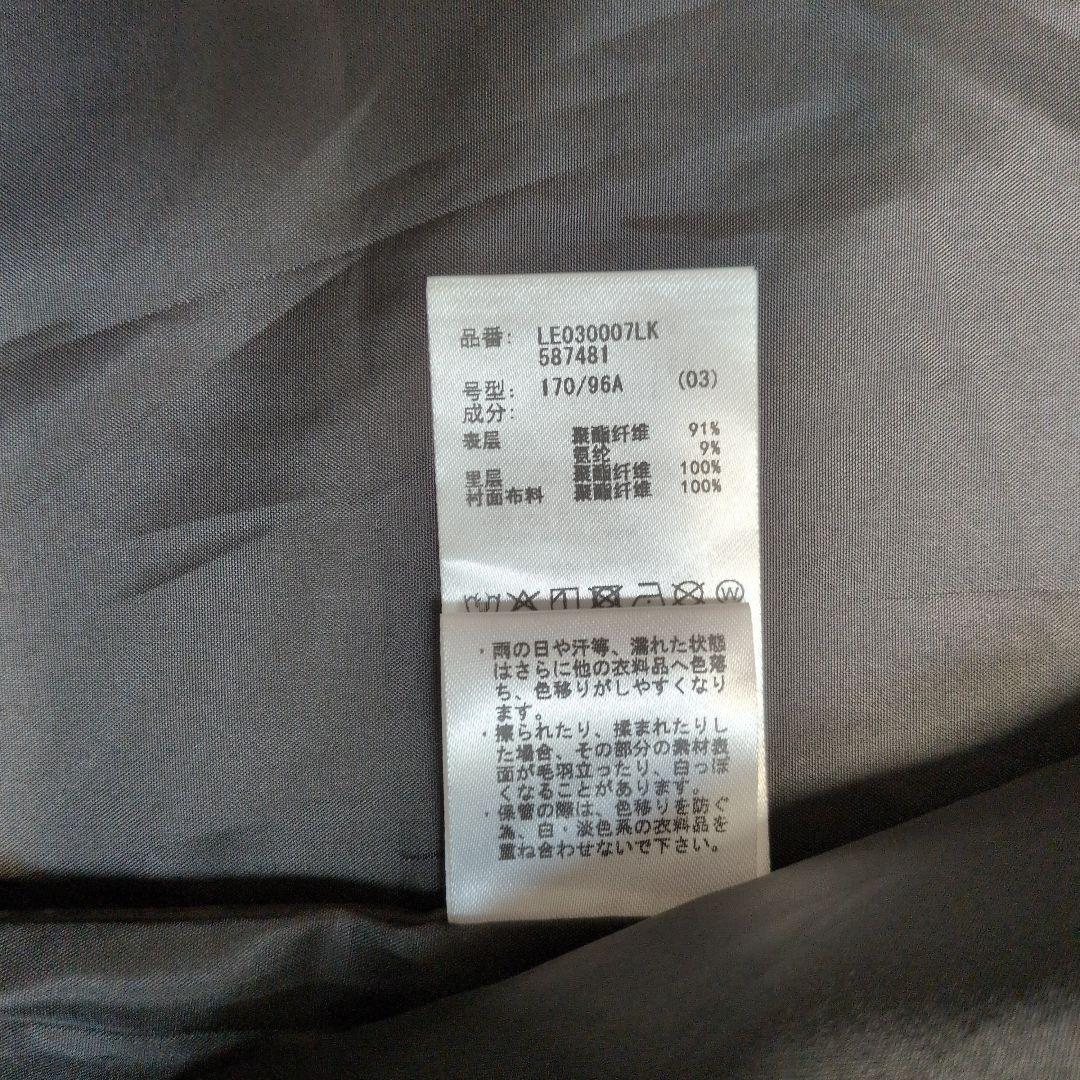 品番: LE030007LK
587481
号型: 170/96A (03)
成分:
表层 聚酯纤维 91%
氨纶 9%
里层 聚酯纤维 100%
衬面布料 聚酯纤维 100%
W
・雨の日や汗等、濡れた状態
はさらに他の衣料品へ色落
ち、色移りがしやすくなり
ます。
・擦られたり、揉まれたりし
た場合、その部分の素材表
面が毛羽立ったり、白っぽ
くなることがあります。
・保管の際は、色移りを防ぐ
為、白・淡色系の衣料品を
重ね合わせないで下さい。